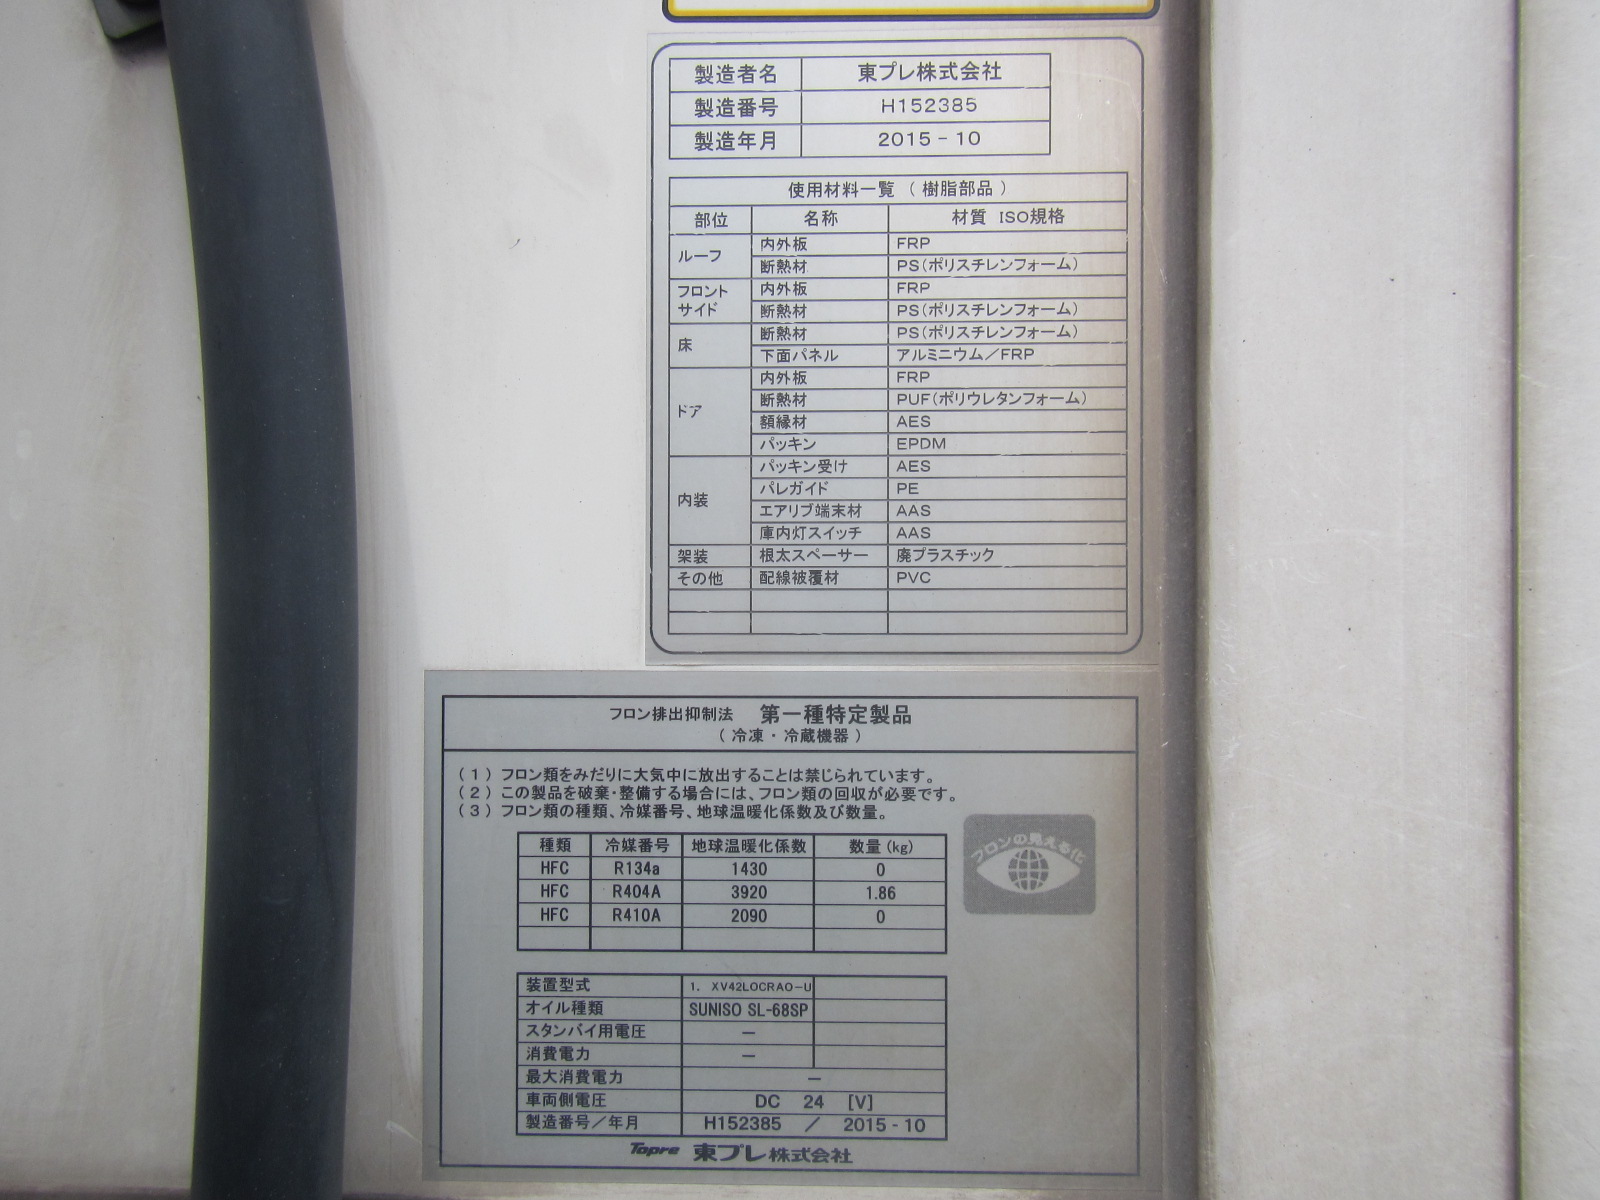 製造者名 東プレ株式会社
製造番号 H152385
製造年月 2015-10
使用材料一覧 (樹脂部品)
部位 名称 材質 ISO規格
ルーフ 内外板 FRP
断熱材 PS(ポリスチレンフォーム)
フロント サイド 内外板 FRP
断熱材 PS(ポリスチレンフォーム)
床 断熱材 PS(ポリスチレンフォーム)
下面パネル アルミニウム/FRP
ドア 内外板 FRP
断熱材 PUF(ポリウレタンフォーム)
額縁材 AES
パッキン EPDM
内装 パッキン受け AES
パレガイド PE
エアリブ端末材 AAS
庫内灯スイッチ AAS
架装 根太スペーサー 廃プラスチック
その他 配線被覆材 PVC
フロン排出抑制法 第一種特定製品
(冷凍・冷蔵機器)
(1)フロン類をみだりに大気中に放出することは禁じられています。
(2)この製品を破棄・整備する場合には、フロン類の回収が必要です。
(3)フロン類の種類、冷媒番号、地球温暖化係数及び数量。
フロンの見える化
種類 冷媒番号 地球温暖化係数 数量(kg)
HFC R134a 1430 0
HFC R404A 3920 1.86
HFC R410A 2090 0
装置型式 1. XV42LOCRAO-U
オイル種類 SUNISO SL-68SP
スタンバイ用電圧 —
消費電力 —
最大消費電力 —
車両側電圧 DC 24 [V]
製造番号/年月 H152385 / 2015-10
Topre 東プレ株式会社